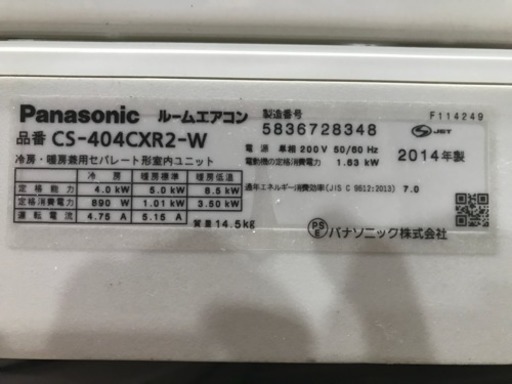 F114249
Panasonic ルームエアコン
品番 CS-404CXR2-W
冷房・暖房兼用セパレート形室内ユニット
冷 房 暖房標準 暖房低温
定 格 能 力 4.0 kW 5.0 kW 8.5 kW
定格消費電力 890 W 1.01 kW 3.50 kW
運 転 電 流 4.75 A 5.15 A
質量 14.5kg
製造番号
5836728348
JET
電 源 単相 200V 50/60 Hz
電動機の定格消費電力 1.63 kW
2014年製
通年エネルギー消費効率(JIS C 9612:2013) 7.0
PS
E
パナソニック株式会社